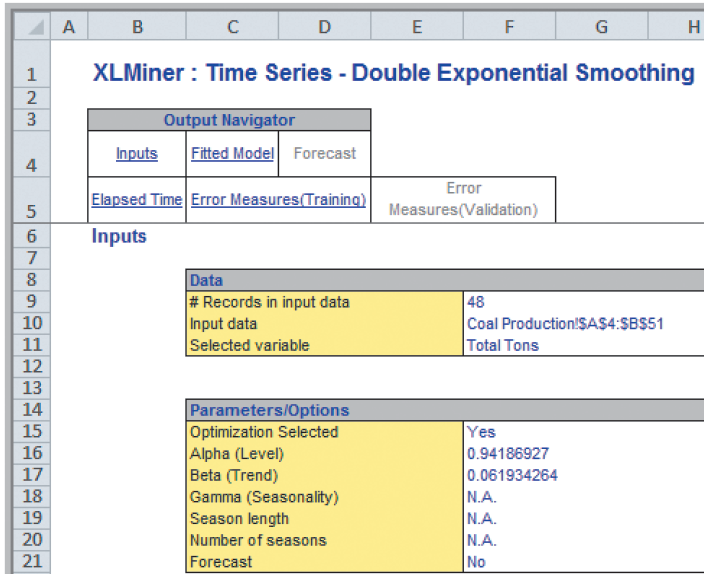 A B C D E F G H
1 XLMiner : Time Series - Double Exponential Smoothing
2
3 Output Navigator
4 Inputs Fitted Model Forecast
5 Elapsed Time Error Measures(Training) Error Measures(Validation)
6 Inputs
7
8 Data
9 # Records in input data 48
10 Input data Coal Production!$A$4:$B$51
11 Selected variable Total Tons
12
13
14 Parameters/Options
15 Optimization Selected Yes
16 Alpha (Level) 0.94186927
17 Beta (Trend) 0.061934264
18 Gamma (Seasonality) N.A.
19 Season length N.A.
20 Number of seasons N.A.
21 Forecast No